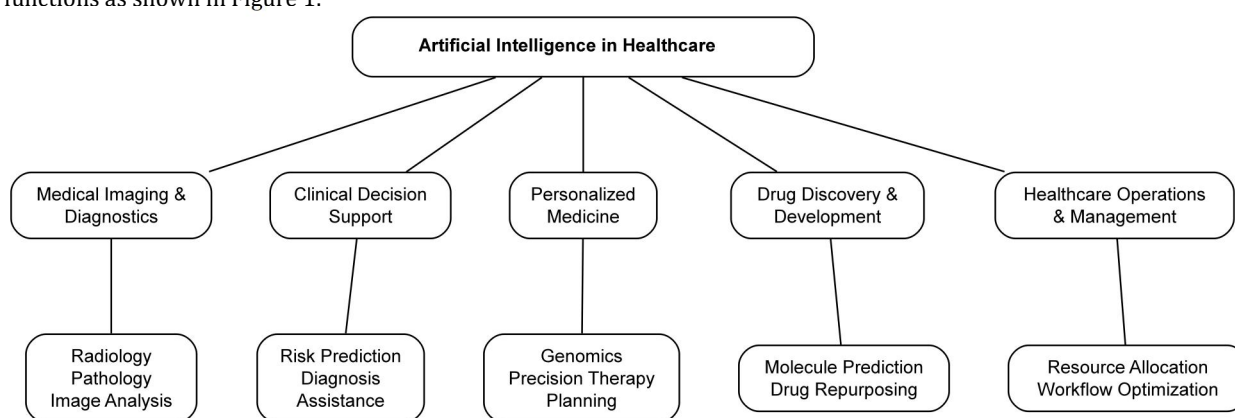 functions as shown in Figure 1.
Artificial Intelligence in Healthcare
Medical Imaging &
Diagnostics
Clinical Decision
Support
Personalized
Medicine
Drug Discovery &
Development
Healthcare Operations
& Management
Radiology
Pathology
Image Analysis
Risk Prediction
Diagnosis
Assistance
Genomics
Precision Therapy
Planning
Molecule Prediction
Drug Repurposing
Resource Allocation
Workflow Optimization